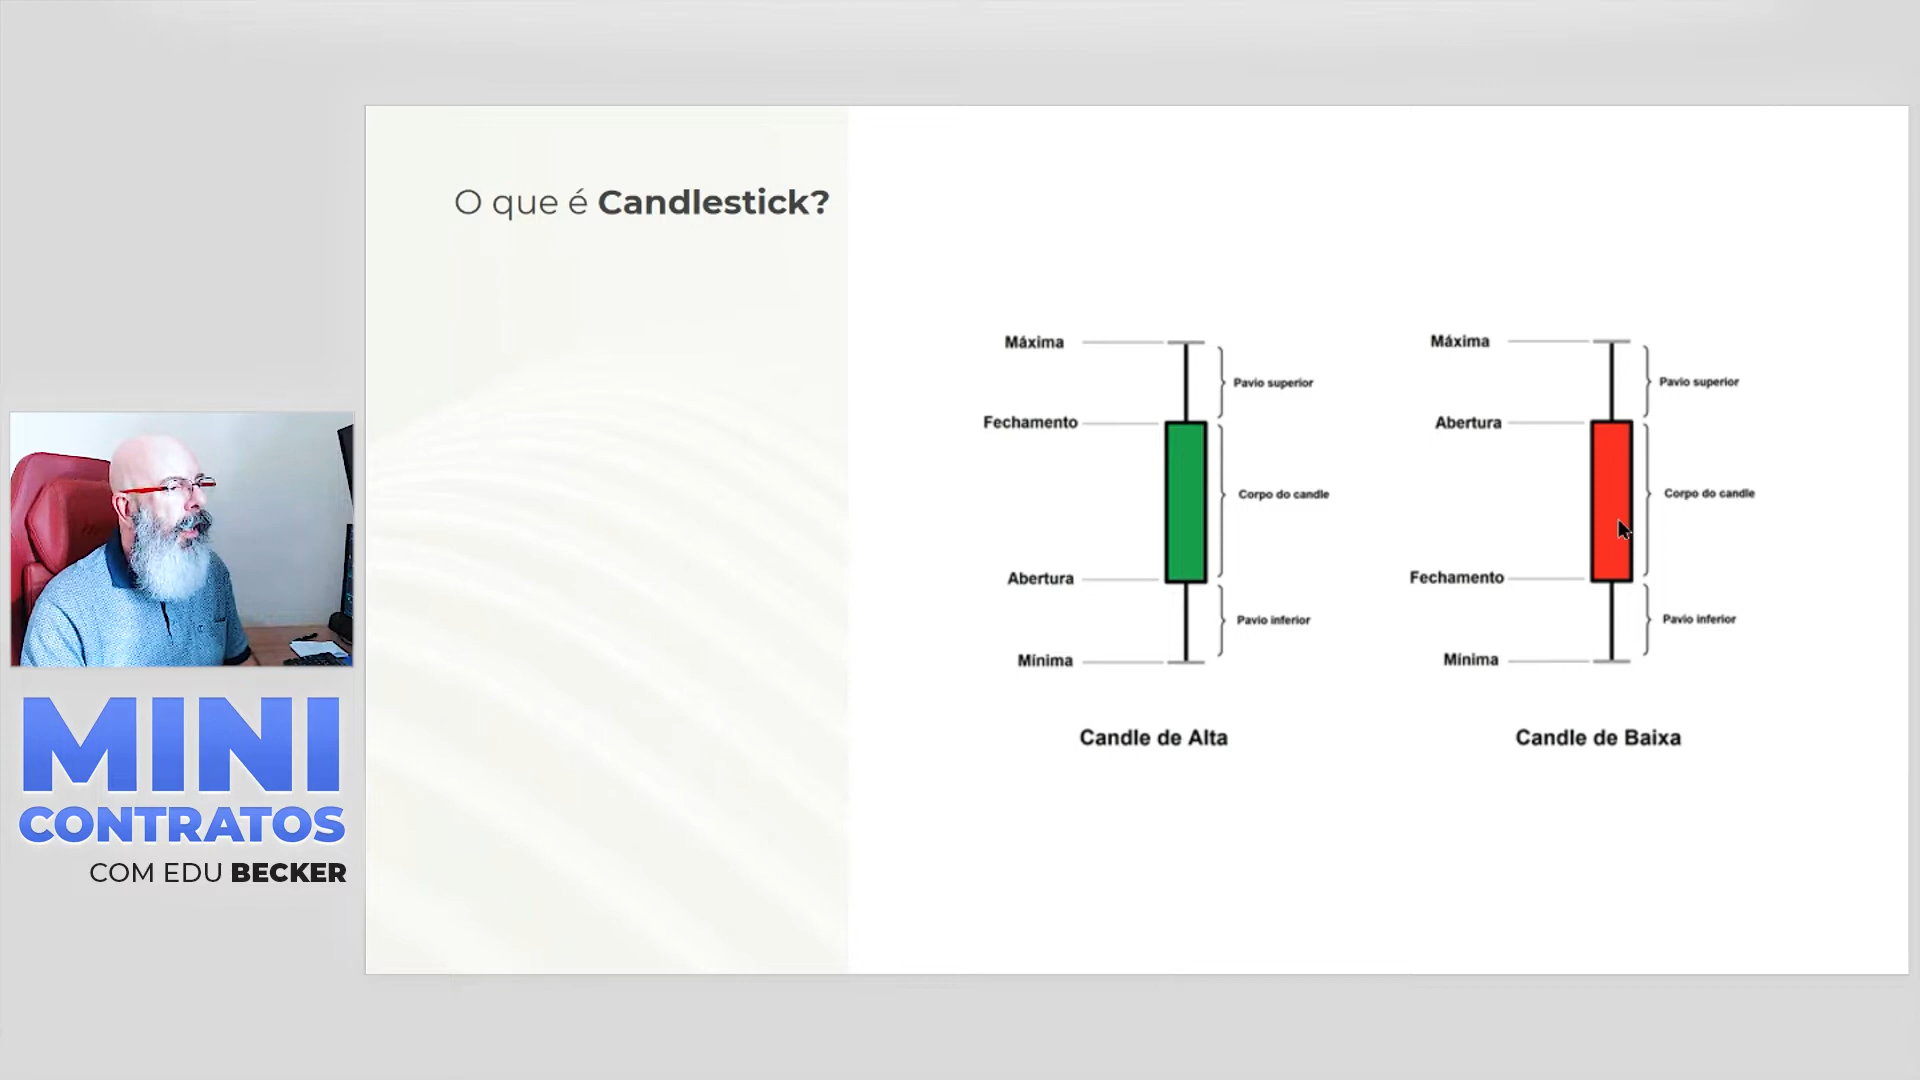 O que é Candlestick?
Máxima
Pavio superior
Fechamento
Corpo do candle
Abertura
Pavio inferior
Mínima
Candle de Alta
Máxima
Pavio superior
Abertura
Corpo do candle
Fechamento
Pavio inferior
Mínima
Candle de Baixa
MINI
CONTRATOS
COM EDU BECKER